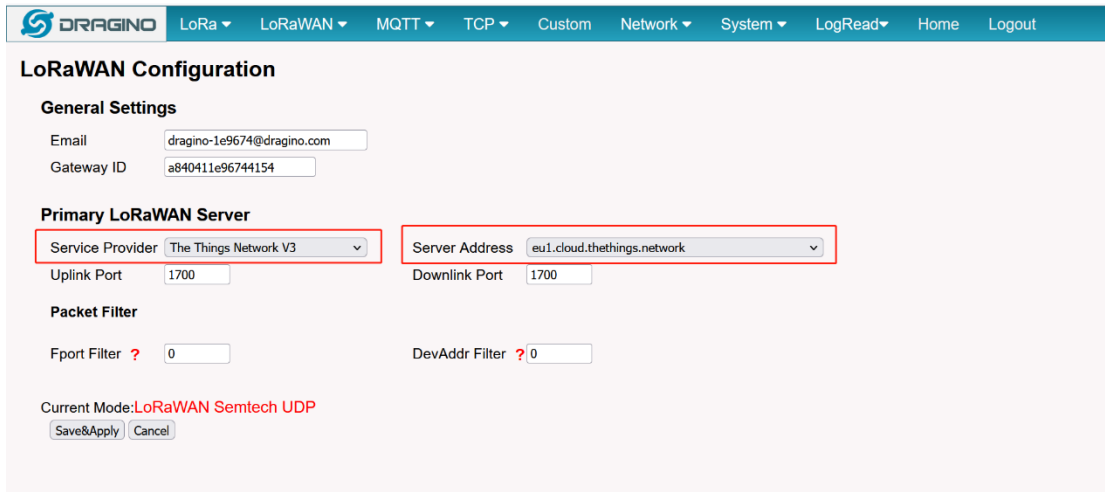 DRAGINO LoRa LoRaWAN MQTT TCP Custom Network System LogRead Home Logout
LoRaWAN Configuration
General Settings
Email dragino-1e9674@dragino.com
Gateway ID a840411e96744154
Primary LoRaWAN Server
Service Provider The Things Network V3 Server Address eu1.cloud.thethings.network
Uplink Port 1700 Downlink Port 1700
Packet Filter
Fport Filter ? 0 DevAddr Filter ? 0
Current Mode:LoRaWAN Semtech UDP
Save&Apply Cancel